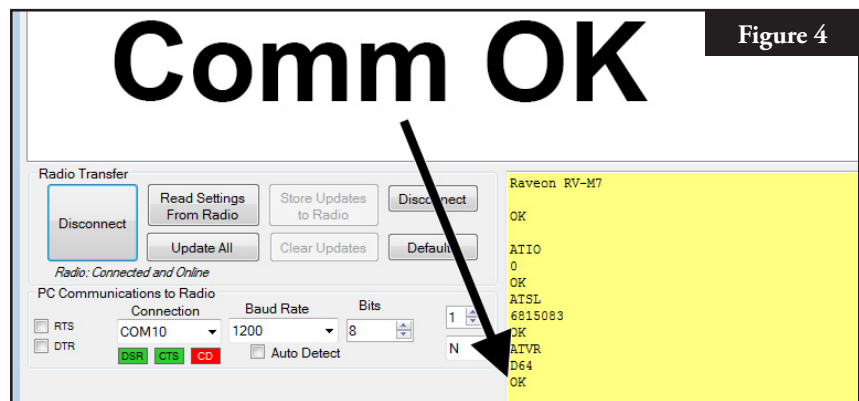 Figure 4
Comm OK
Radio Transfer
Disconnect
Read Settings
From Radio
Store Updates
to Radio
Disconnect
Update All
Clear Updates
Defaults
Radio: Connected and Online
PC Communications to Radio
Connection
Baud Rate
Bits
RTS
COM10
1200
8
1
DTR
DSR
CTS
CD
Auto Detect
N
Raveon RV-M7
OK
ATIO
0
OK
ATSL
6815083
OK
ATVR
D64
OK